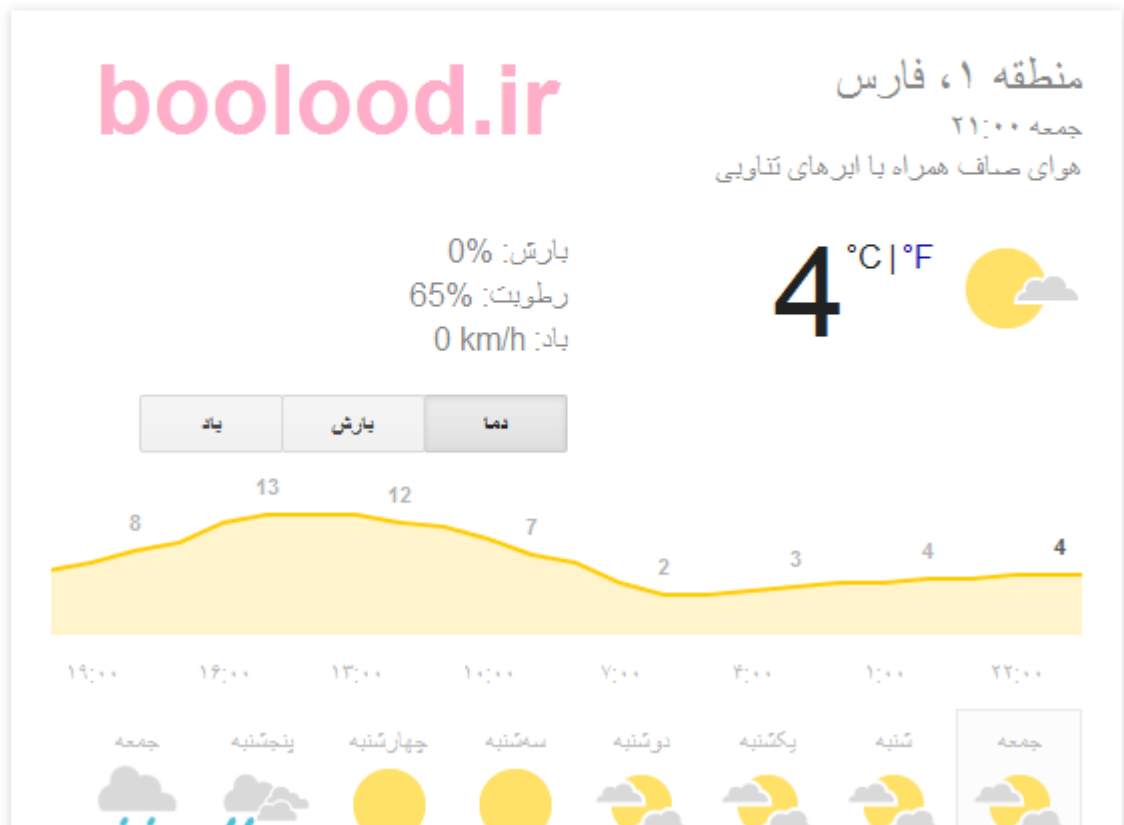 boolood.ir
منطقه ۱، فارس
جمعه ۲۱:۰۰
هوای صاف همراه با ابرهای تناوبی
4 °C | °F
بارش: 0%
رطوبت: 65%
باد: 0 km/h
دما بارش باد
4 4 3 2 7 12 13 8
۲۲:۰۰ ۱:۰۰ ۴:۰۰ ۷:۰۰ ۱۰:۰۰ ۱۳:۰۰ ۱۶:۰۰ ۱۹:۰۰
جمعه شنبه یکشنبه دوشنبه سه‌شنبه چهارشنبه پنجشنبه جمعه